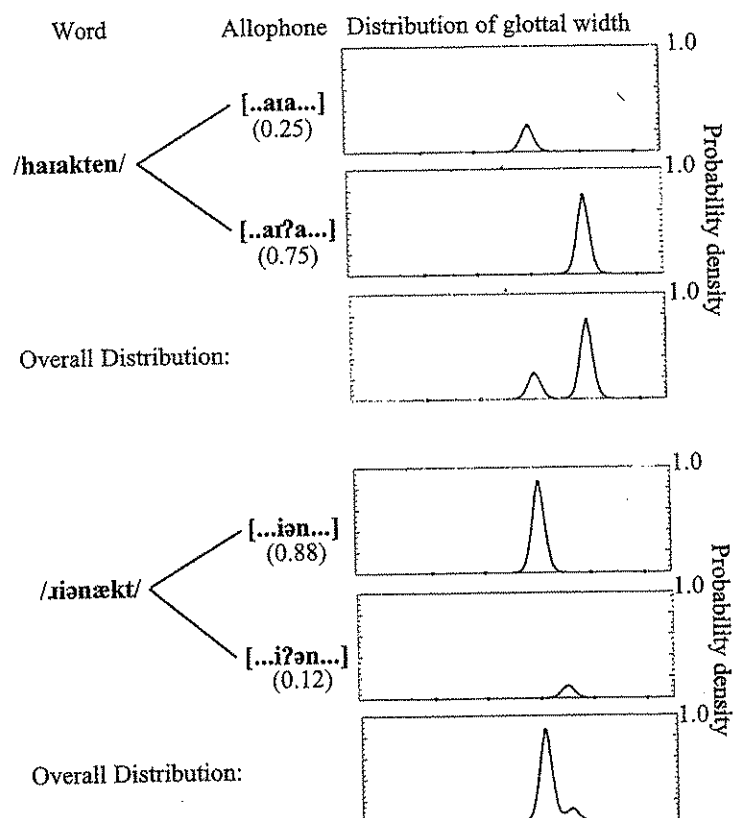 Word Allophone Distribution of glottal width
1.0
[..aɪa...]
(0.25)
/haɪakten/
1.0
[..aɪʔa...]
(0.75)
Probability density
1.0
Overall Distribution:
1.0
[...iən...]
(0.88)
/ɹiənækt/
1.0
[...iʔən...]
(0.12)
Probability density
1.0
Overall Distribution: